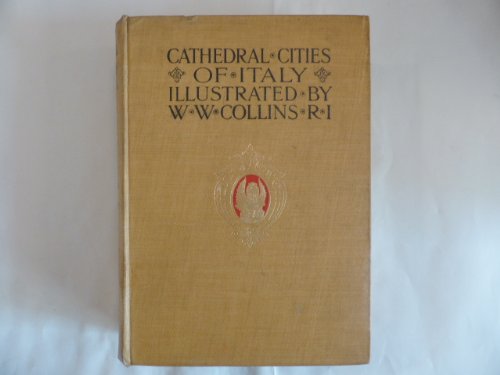 CATHEDRAL·CITIES
OF·ITALY
ILLUSTRATED·BY
W·W·COLLINS·R·I